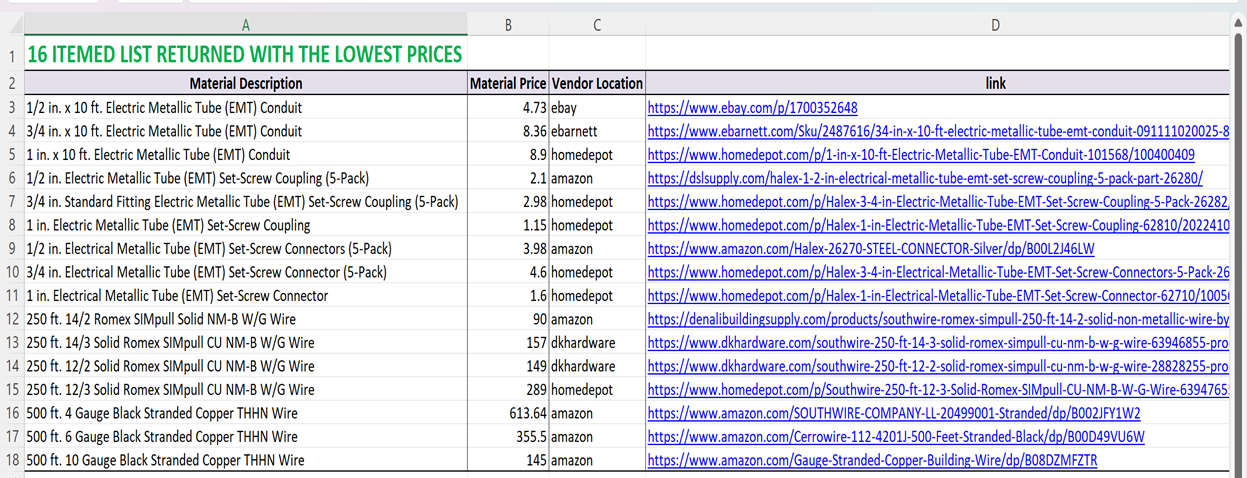 A B C D
1 16 ITEMED LIST RETURNED WITH THE LOWEST PRICES
2 Material Description Material Price Vendor Location link
3 1/2 in. x 10 ft. Electric Metallic Tube (EMT) Conduit 4.73 ebay https://www.ebay.com/p/1700352648
4 3/4 in. x 10 ft. Electric Metallic Tube (EMT) Conduit 8.36 ebarnett https://www.ebarnett.com/Sku/2487616/34-in-x-10-ft-electric-metallic-tube-emt-conduit-091111020025-8
5 1 in. x 10 ft. Electric Metallic Tube (EMT) Conduit 8.9 homedepot https://www.homedepot.com/p/1-in-x-10-ft-Electric-Metallic-Tube-EMT-Conduit-101568/100400409
6 1/2 in. Electric Metallic Tube (EMT) Set-Screw Coupling (5-Pack) 2.1 amazon https://dslsupply.com/halex-1-2-in-electrical-metallic-tube-emt-set-screw-coupling-5-pack-part-26280/
7 3/4 in. Standard Fitting Electric Metallic Tube (EMT) Set-Screw Coupling (5-Pack) 2.98 homedepot https://www.homedepot.com/p/Halex-3-4-in-Electric-Metallic-Tube-EMT-Set-Screw-Coupling-5-Pack-26282/
8 1 in. Electric Metallic Tube (EMT) Set-Screw Coupling 1.15 homedepot https://www.homedepot.com/p/Halex-1-in-Electric-Metallic-Tube-EMT-Set-Screw-Coupling-62810/2022410
9 1/2 in. Electrical Metallic Tube (EMT) Set-Screw Connectors (5-Pack) 3.98 amazon https://www.amazon.com/Halex-26270-STEEL-CONNECTOR-Silver/dp/B00L2J46LW
10 3/4 in. Electrical Metallic Tube (EMT) Set-Screw Connector (5-Pack) 4.6 homedepot https://www.homedepot.com/p/Halex-3-4-in-Electrical-Metallic-Tube-EMT-Set-Screw-Connectors-5-Pack-26
11 1 in. Electrical Metallic Tube (EMT) Set-Screw Connector 1.6 homedepot https://www.homedepot.com/p/Halex-1-in-Electrical-Metallic-Tube-EMT-Set-Screw-Connector-62710/1005
12 250 ft. 14/2 Romex SIMpull Solid NM-B W/G Wire 90 amazon https://denalibuildingsupply.com/products/southwire-romex-simpull-250-ft-14-2-solid-non-metallic-wire-by
13 250 ft. 14/3 Solid Romex SIMpull CU NM-B W/G Wire 157 dkhardware https://www.dkhardware.com/southwire-250-ft-14-3-solid-romex-simpull-cu-nm-b-w-g-wire-63946855-pro
14 250 ft. 12/2 Solid Romex SIMpull CU NM-B W/G Wire 149 dkhardware https://www.dkhardware.com/southwire-250-ft-12-2-solid-romex-simpull-cu-nm-b-w-g-wire-28828255-pro
15 250 ft. 12/3 Solid Romex SIMpull CU NM-B W/G Wire 289 homedepot https://www.homedepot.com/p/Southwire-250-ft-12-3-Solid-Romex-SIMpull-CU-NM-B-W-G-Wire-6394765
16 500 ft. 4 Gauge Black Stranded Copper THHN Wire 613.64 amazon https://www.amazon.com/SOUTHWIRE-COMPANY-LL-20499001-Stranded/dp/B002JFY1W2
17 500 ft. 6 Gauge Black Stranded Copper THHN Wire 355.5 amazon https://www.amazon.com/Cerrowire-112-4201J-500-Feet-Stranded-Black/dp/B00D49VU6W
18 500 ft. 10 Gauge Black Stranded Copper THHN Wire 145 amazon https://www.amazon.com/Gauge-Stranded-Copper-Building-Wire/dp/B08DZMFZTR